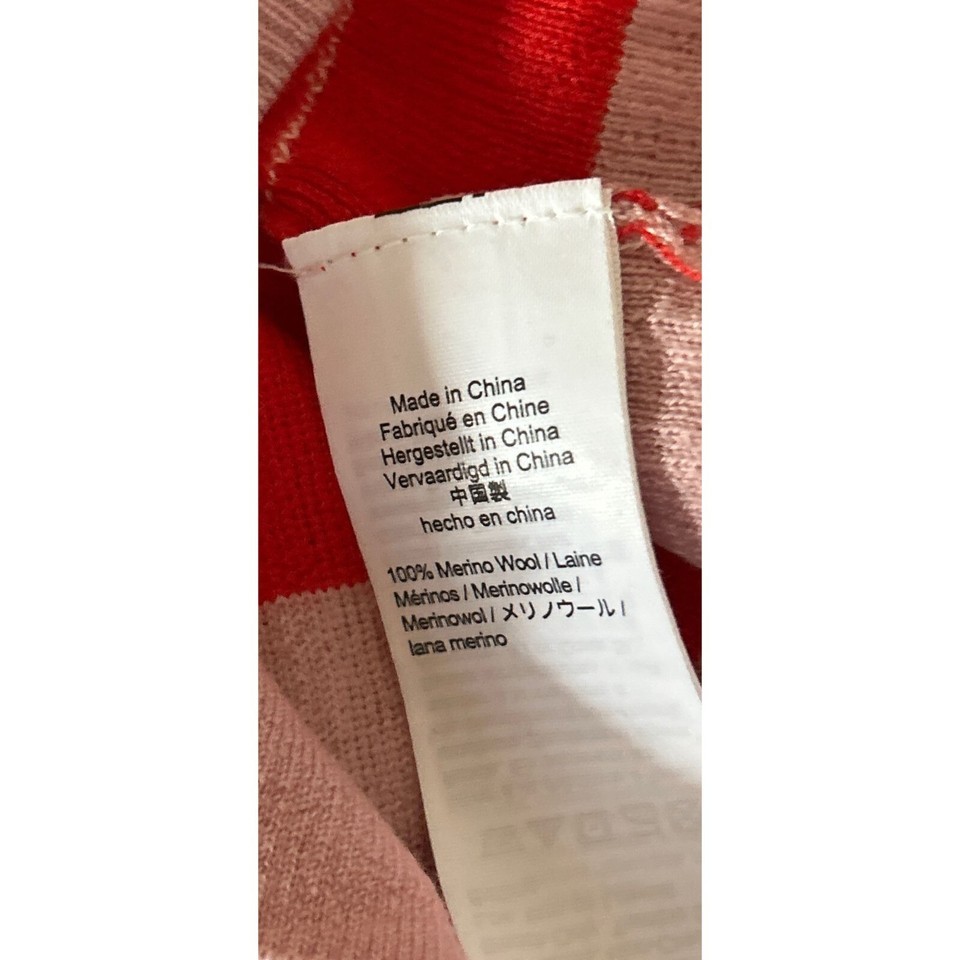 Made in China
Fabriqué en Chine
Hergestellt in China
Vervaardigd in China
中国製
hecho en china
100% Merino Wool / Laine
Mérinos / Merinowolle /
Merinowol / メリノウール /
lana merino